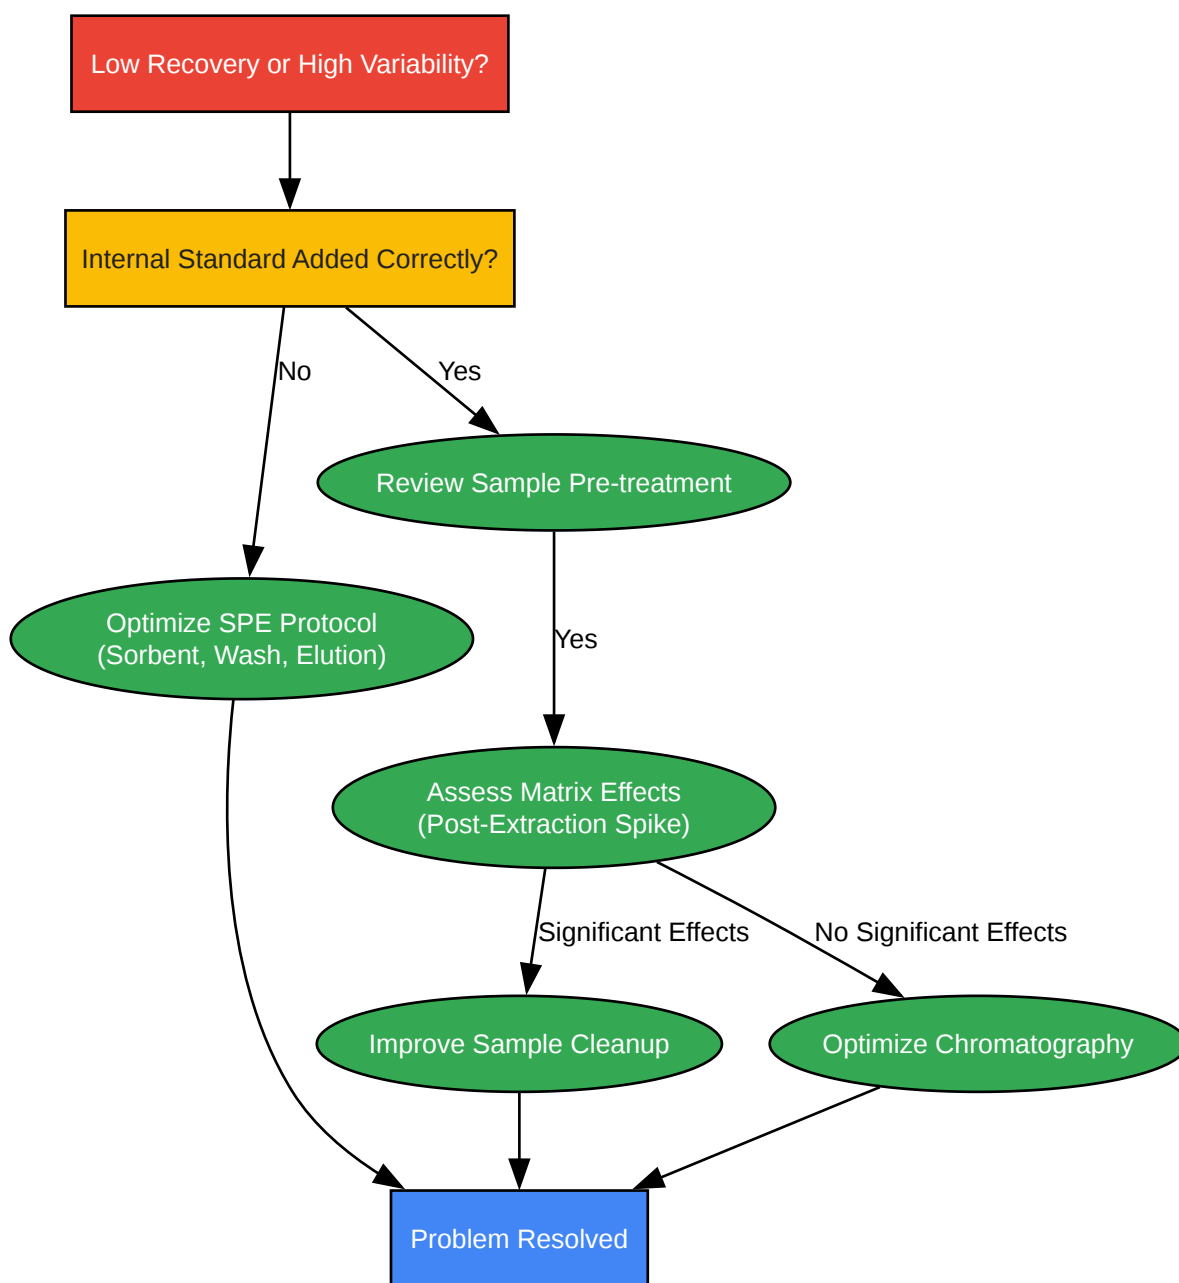 Low Recovery or High Variability?
Internal Standard Added Correctly?
No
Yes
Review Sample Pre-treatment
Optimize SPE Protocol
(Sorbent, Wash, Elution)
Yes
Assess Matrix Effects
(Post-Extraction Spike)
Significant Effects
No Significant Effects
Improve Sample Cleanup
Optimize Chromatography
Problem Resolved